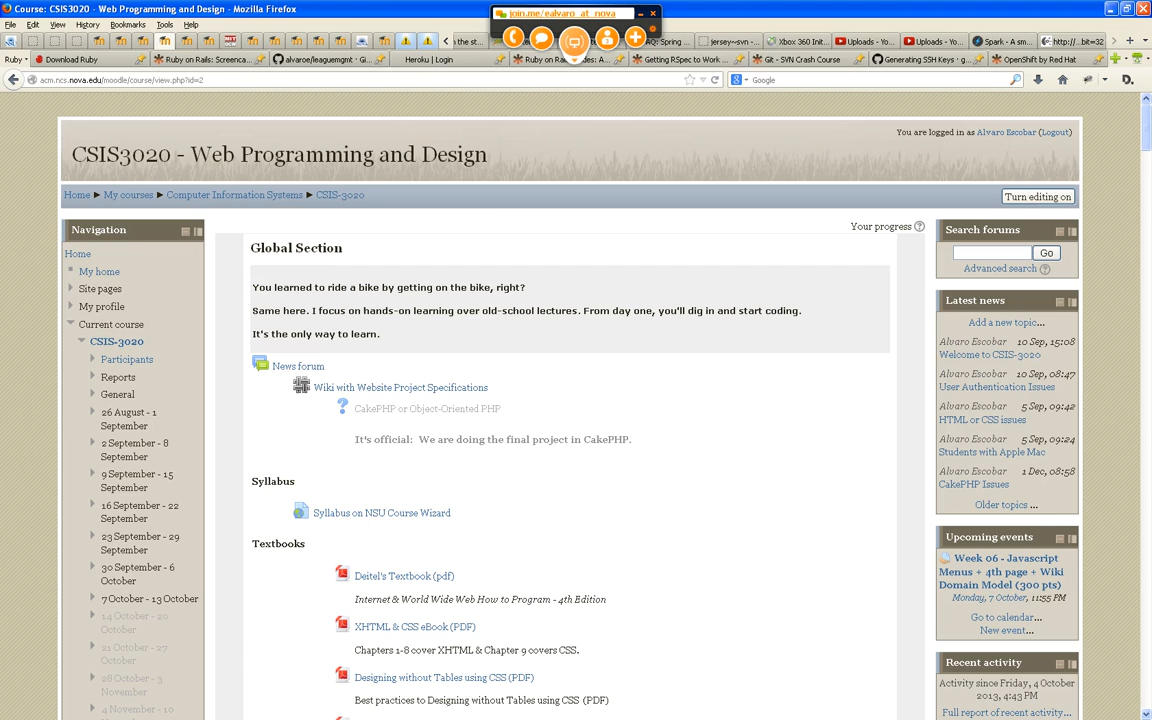 Course: CSIS3020 - Web Programming and Design - Mozilla Firefox
join.me/ealvaro_at_nova
File Edit View History Bookmarks Tools Help
jersey~svn -
Xbox 360 Init
Uploads - You
Uploads - You
Spark - A sm
http://
bit=32
Ruby
Download Ruby
Ruby on Rails: Screenca
alvaroe/leaguemgnt · Gi
Heroku | Login
Getting RSpec to Work
Git - SVN Crash Course
Generating SSH Keys · g
OpenShift by Red Hat
acm.ncs.nova.edu/moodle/course/view.php?id=2
Google
You are logged in as Alvaro Escobar (Logout)
CSIS3020 - Web Programming and Design
Home ► My courses ► Computer Information Systems ► CSIS-3020
Turn editing on
Navigation
Home
My home
Site pages
My profile
Current course
CSIS-3020
Participants
Reports
General
26 August - 1
September
2 September - 8
September
9 September - 15
September
16 September - 22
September
23 September - 29
September
30 September - 6
October
7 October - 13 October
14 October - 20
October
21 October - 27
October
28 October - 3
November
4 November - 10
Your progress
Global Section
You learned to ride a bike by getting on the bike, right?
Same here. I focus on hands-on learning over old-school lectures. From day one, you'll dig in and start coding.
It's the only way to learn.
News forum
Wiki with Website Project Specifications
CakePHP or Object-Oriented PHP
It's official: We are doing the final project in CakePHP.
Syllabus
Syllabus on NSU Course Wizard
Textbooks
Deitel's Textbook (pdf)
Internet & World Wide Web How to Program - 4th Edition
XHTML & CSS eBook (PDF)
Chapters 1-8 cover XHTML & Chapter 9 covers CSS.
Designing without Tables using CSS (PDF)
Best practices to Designing without Tables using CSS (PDF)
Search forums
Go
Advanced search
Latest news
Add a new topic...
Alvaro Escobar 10 Sep, 15:08
Welcome to CSIS-3020
Alvaro Escobar 10 Sep, 08:47
User Authentication Issues
Alvaro Escobar 5 Sep, 09:42
HTML or CSS issues
Alvaro Escobar 5 Sep, 09:24
Students with Apple Mac
Alvaro Escobar 1 Dec, 08:58
CakePHP Issues
Older topics ...
Upcoming events
Week 06 - Javascript
Menus + 4th page + Wiki
Domain Model (300 pts)
Monday, 7 October, 11:55 PM
Go to calendar...
New event...
Recent activity
Activity since Friday, 4 October
2013, 4:43 PM
Full report of recent activity...